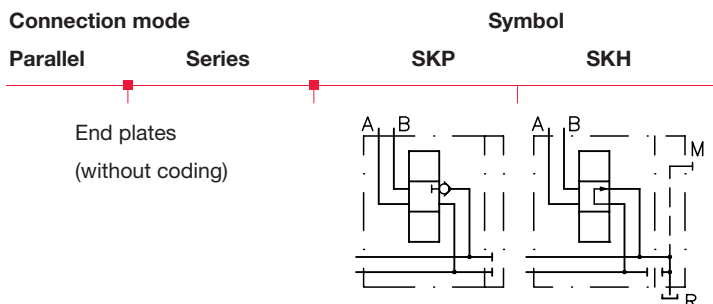 Connection mode Symbol
Parallel Series SKP SKH
End plates
(without coding)
A B A B
M
R